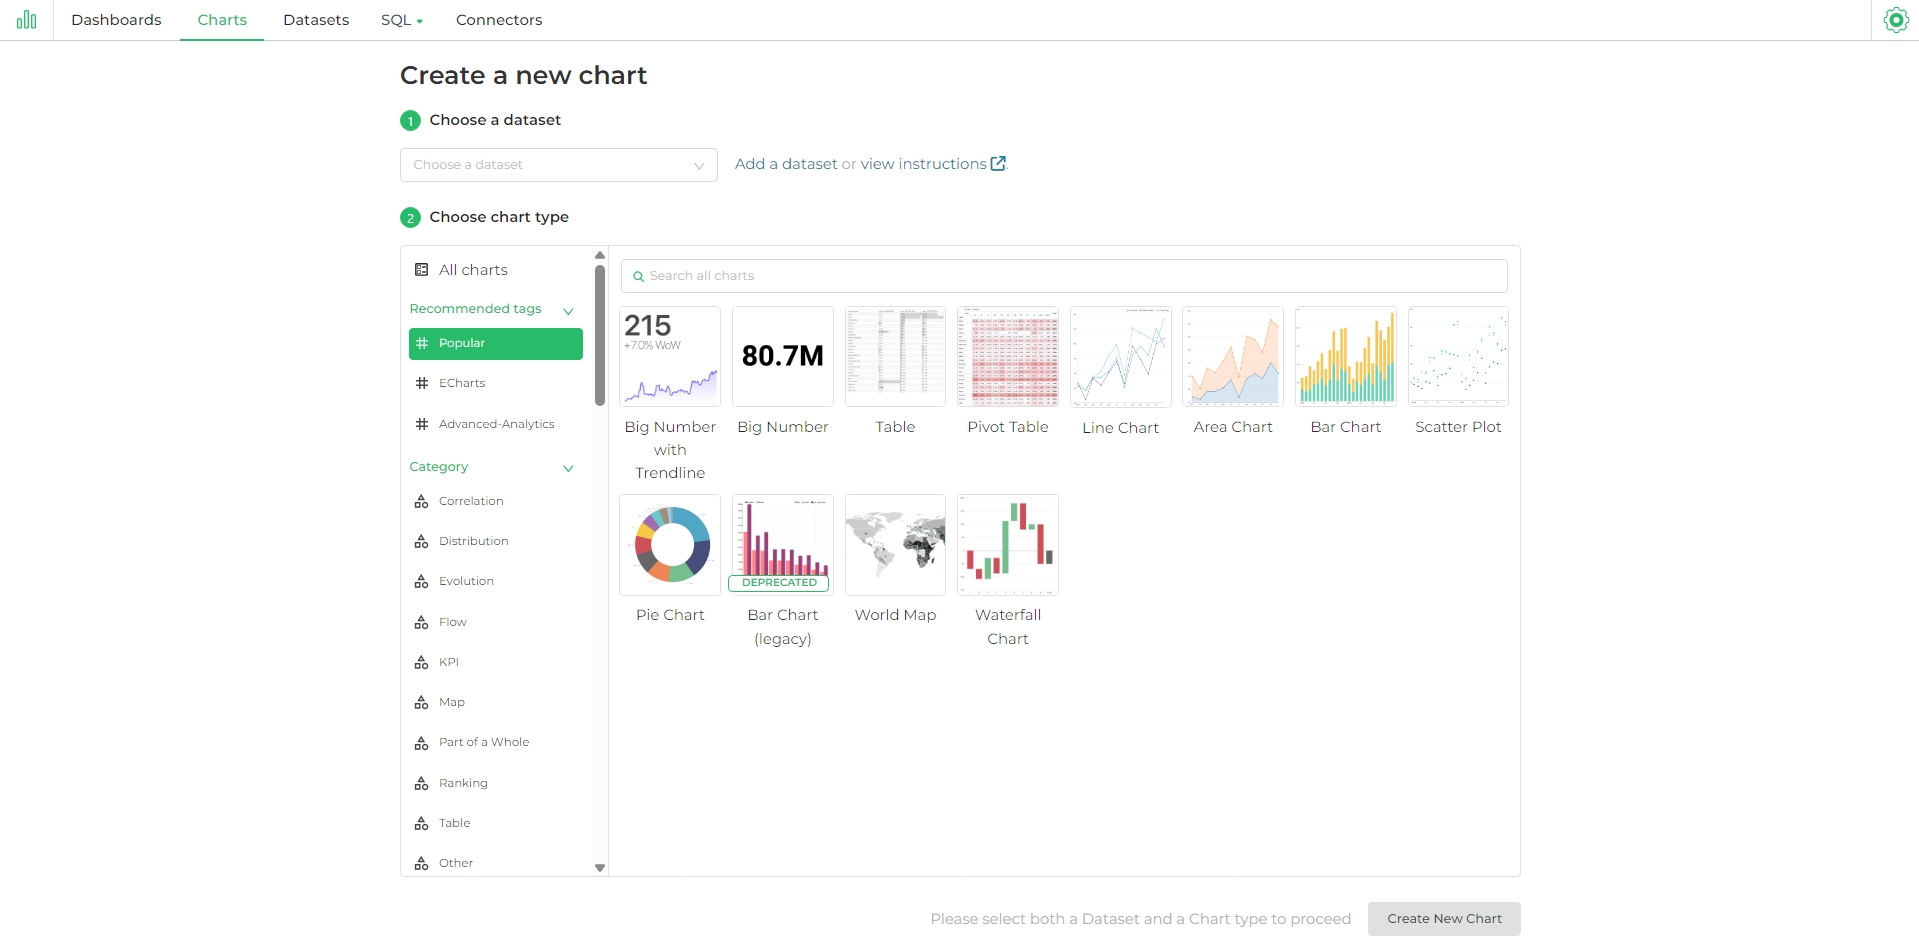 Dashboards
Charts
Datasets
SQL
Connectors
Create a new chart
1 Choose a dataset
Choose a dataset
Add a dataset or view instructions.
2 Choose chart type
All charts
Recommended tags
Popular
ECharts
Advanced-Analytics
Category
Correlation
Distribution
Evolution
Flow
KPI
Map
Part of a Whole
Ranking
Table
Other
Search all charts
215
+7.0% WoW
80.7M
Big Number
with
Trendline
Big Number
Table
Pivot Table
Line Chart
Area Chart
Bar Chart
Scatter Plot
DEPRECATED
Pie Chart
Bar Chart
(legacy)
World Map
Waterfall
Chart
Please select both a Dataset and a Chart type to proceed
Create New Chart